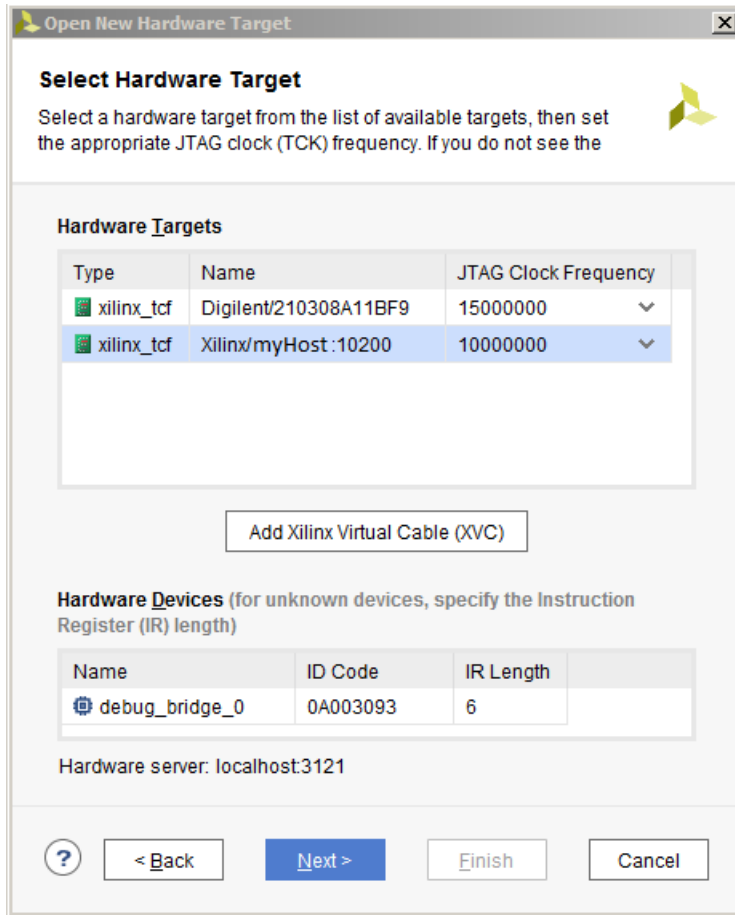 Open New Hardware Target
Select Hardware Target
Select a hardware target from the list of available targets, then set
the appropriate JTAG clock (TCK) frequency. If you do not see the
Hardware Targets
Type Name JTAG Clock Frequency
xilinx_tcf Digilent/210308A11BF9 15000000
xilinx_tcf Xilinx/myHost:10200 10000000
Add Xilinx Virtual Cable (XVC)
Hardware Devices (for unknown devices, specify the Instruction
Register (IR) length)
Name ID Code IR Length
debug_bridge_0 0A003093 6
Hardware server: localhost:3121
? < Back Next > Finish Cancel